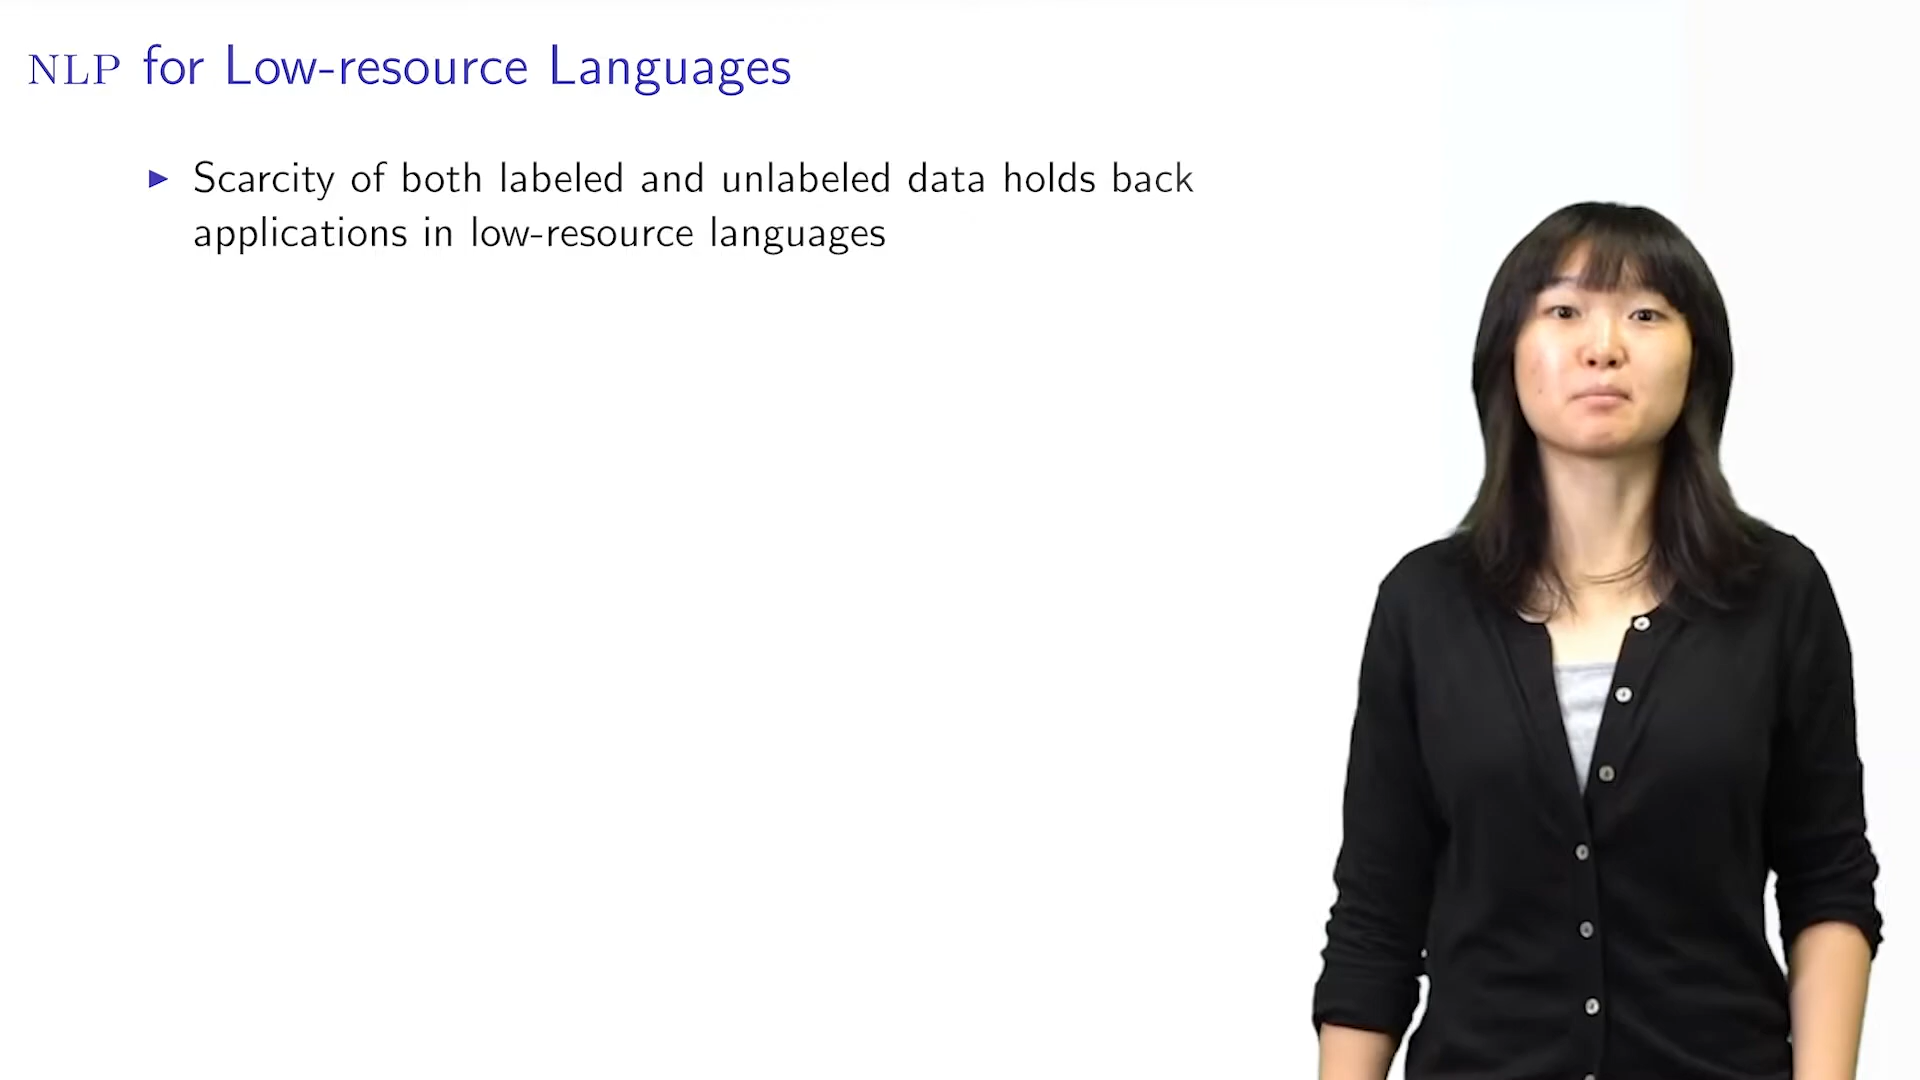 NLP for Low-resource Languages
▶ Scarcity of both labeled and unlabeled data holds back
applications in low-resource languages